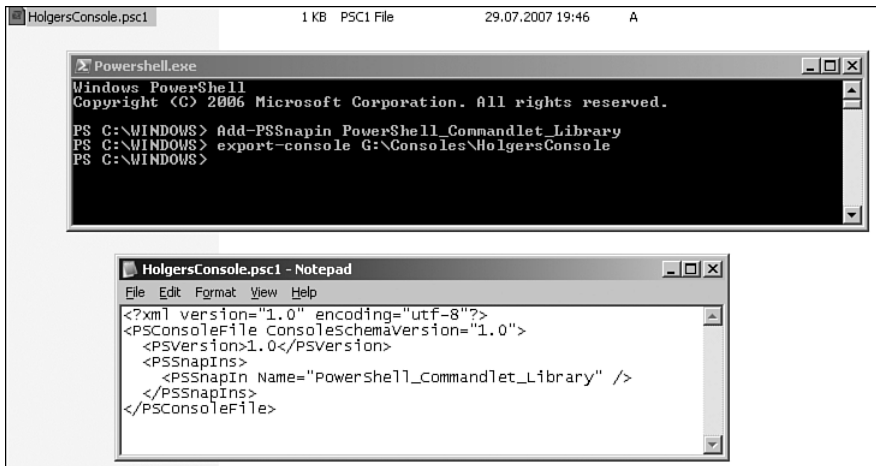 HolgersConsole.psc1 1 KB PSC1 File 29.07.2007 19:46 A
Powershell.exe
Windows PowerShell
Copyright (C) 2006 Microsoft Corporation. All rights reserved.
PS C:\WINDOWS> Add-PSSnapin PowerShell_Commandlet_Library
PS C:\WINDOWS> export-console G:\Consoles\HolgersConsole
PS C:\WINDOWS>
HolgersConsole.psc1 - Notepad
File Edit Format View Help
<?xml version="1.0" encoding="utf-8"?>
<PSConsoleFile ConsoleSchemaVersion="1.0">
<PSVersion>1.0</PSVersion>
<PSSnapIns>
<PSSnapIn Name="PowerShell_Commandlet_Library" />
</PSSnapIns>
</PSConsoleFile>